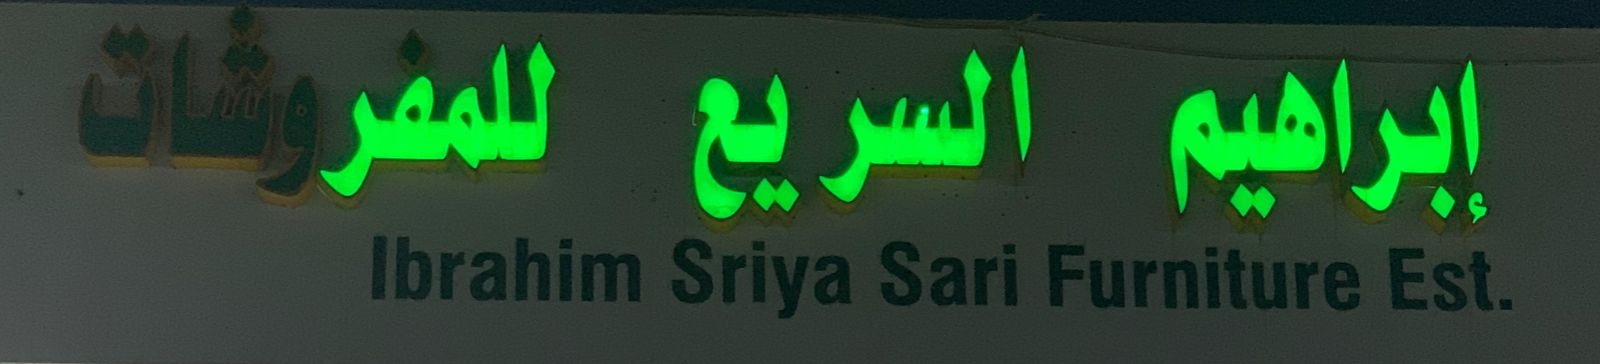 إبراهيم السريع للمفروشات
Ibrahim Sriya Sari Furniture Est.